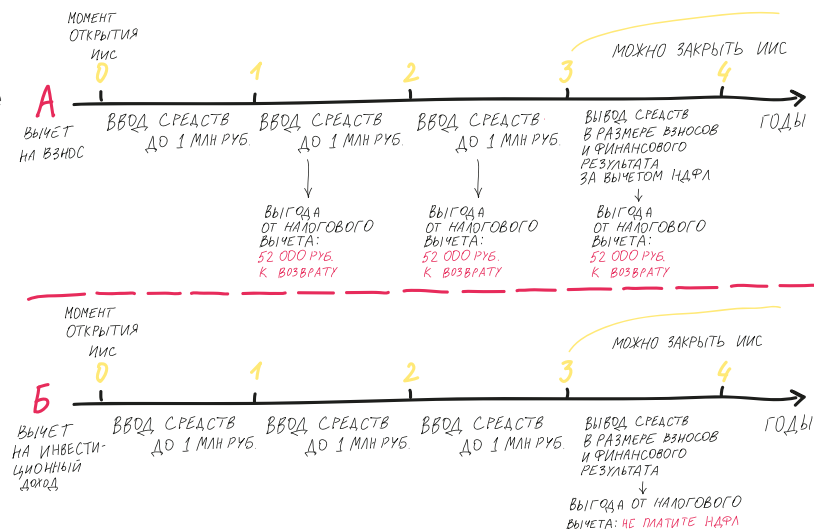 МОМЕНТ
ОТКРЫТИЯ
ИИС
МОЖНО ЗАКРЫТЬ ИИС
0 1 2 3 4
А
ВЫЧЕТ
НА ВЗНОС
ВВОД СРЕДСТВ
ДО 1 МЛН РУБ.
ВВОД СРЕДСТВ
ДО 1 МЛН РУБ.
ВВОД СРЕДСТВ
ДО 1 МЛН РУБ.
ВЫВОД СРЕДСТВ
В РАЗМЕРЕ ВЗНОСОВ
И ФИНАНСОВОГО
РЕЗУЛЬТАТА
ЗА ВЫЧЕТОМ НДФЛ
ГОДЫ
ВЫГОДА
ОТ НАЛОГОВОГО
ВЫЧЕТА:
52 000 РУБ.
К ВОЗВРАТУ
ВЫГОДА
ОТ НАЛОГОВОГО
ВЫЧЕТА:
52 000 РУБ.
К ВОЗВРАТУ
ВЫГОДА
ОТ НАЛОГОВОГО
ВЫЧЕТА:
52 000 РУБ.
К ВОЗВРАТУ
МОМЕНТ
ОТКРЫТИЯ
ИИС
МОЖНО ЗАКРЫТЬ ИИС
0 1 2 3 4
Б
ВЫЧЕТ
НА ИНВЕСТИ-
ЦИОННЫЙ
ДОХОД
ВВОД СРЕДСТВ
ДО 1 МЛН РУБ.
ВВОД СРЕДСТВ
ДО 1 МЛН РУБ.
ВВОД СРЕДСТВ
ДО 1 МЛН РУБ.
ВЫВОД СРЕДСТВ
В РАЗМЕРЕ ВЗНОСОВ
И ФИНАНСОВОГО
РЕЗУЛЬТАТА
ГОДЫ
ВЫГОДА ОТ НАЛОГОВОГО
ВЫЧЕТА: НЕ ПЛАТИТЕ НДФЛ